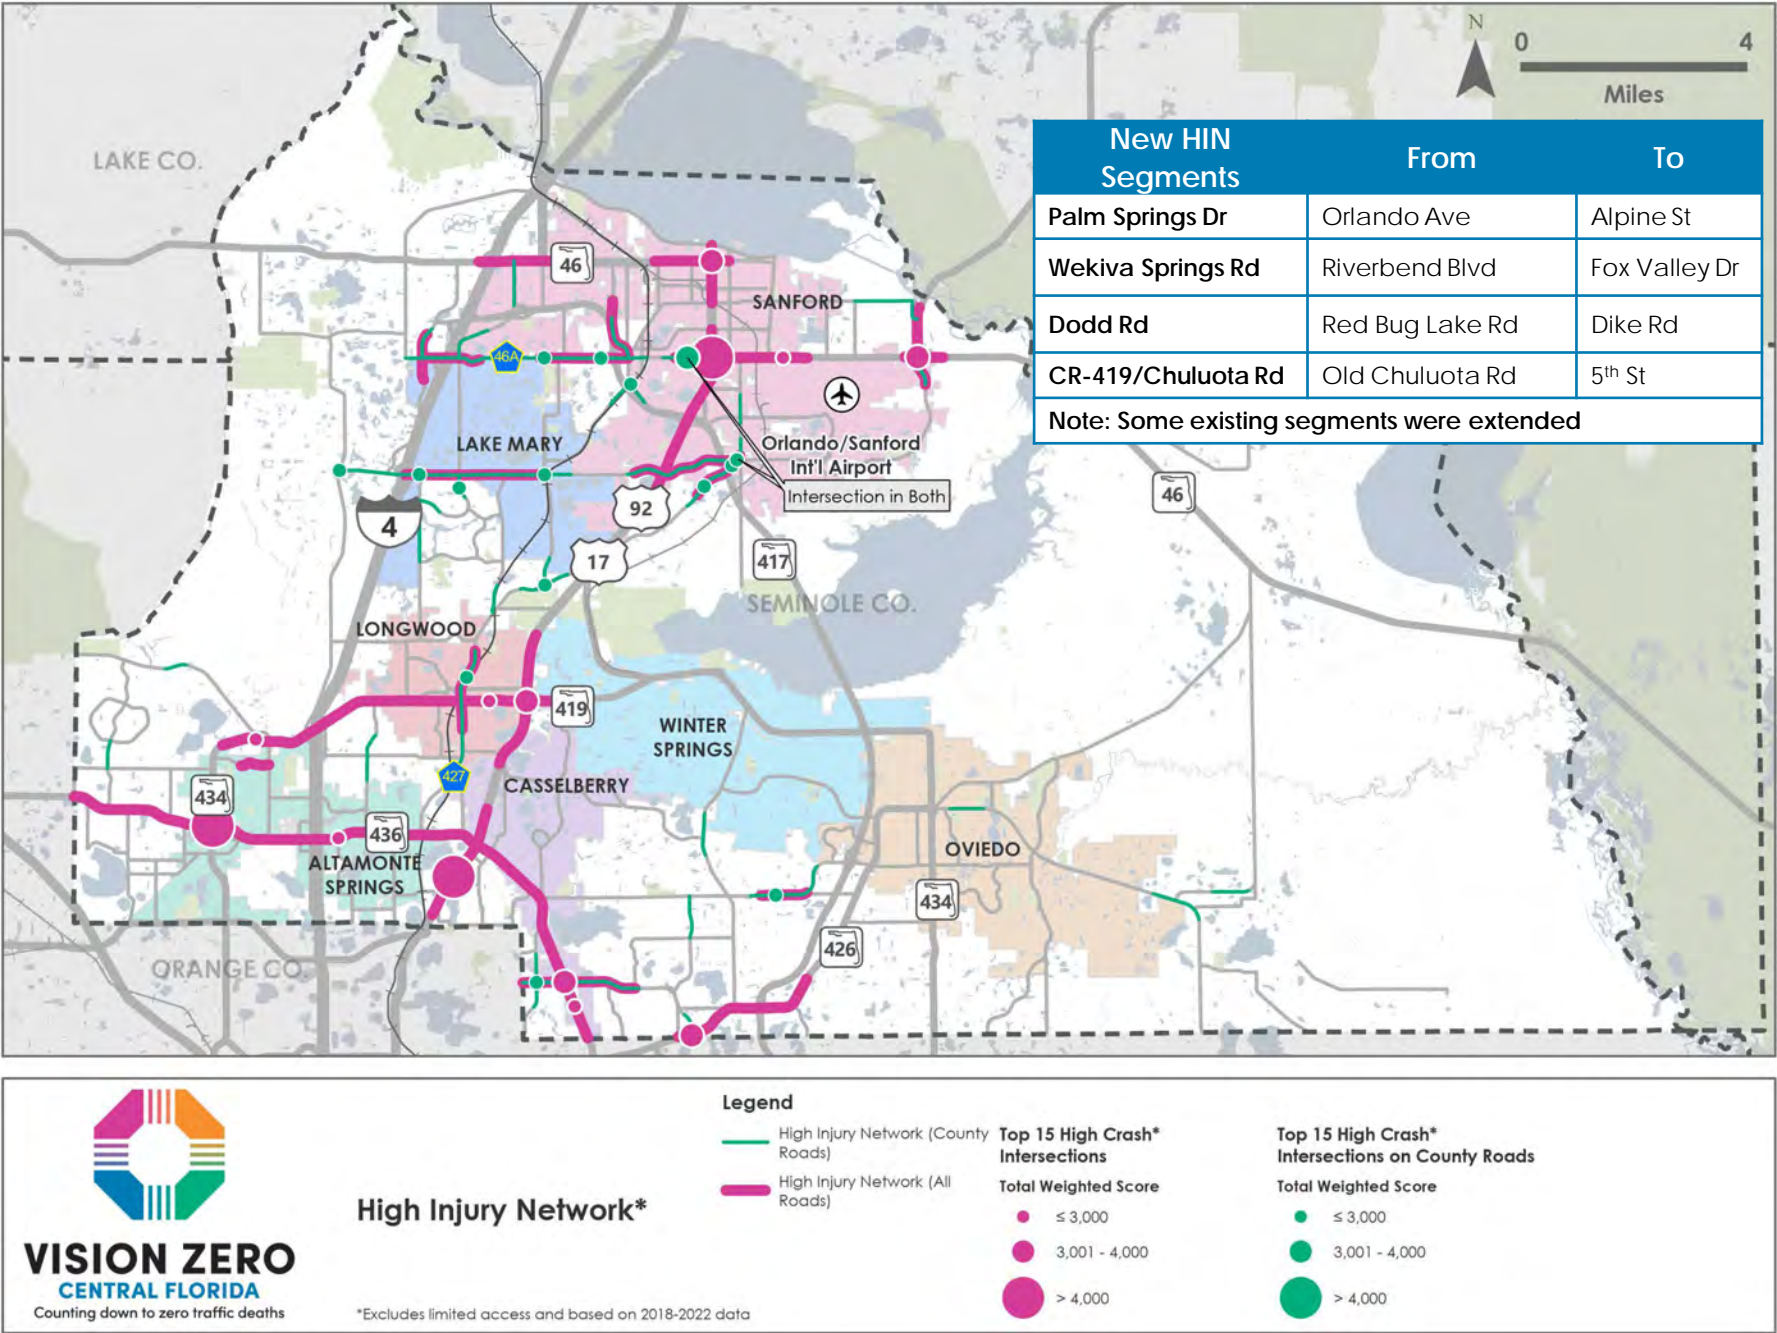 N
0 4
Miles
New HIN
Segments
From
To
Palm Springs Dr
Orlando Ave
Alpine St
Wekiva Springs Rd
Riverbend Blvd
Fox Valley Dr
Dodd Rd
Red Bug Lake Rd
Dike Rd
CR-419/Chuluota Rd
Old Chuluota Rd
5th St
Note: Some existing segments were extended
LAKE CO.
46
SANFORD
46A
LAKE MARY
Orlando/Sanford
Int'l Airport
Intersection in Both
46
92
4
17
417
SEMINOLE CO.
LONGWOOD
419
WINTER
SPRINGS
427
CASSELBERRY
434
436
ALTAMONTE
SPRINGS
OVIEDO
434
426
ORANGE CO.
VISION ZERO
CENTRAL FLORIDA
Counting down to zero traffic deaths
High Injury Network*
*Excludes limited access and based on 2018-2022 data
Legend
High Injury Network (County
Roads)
High Injury Network (All
Roads)
Top 15 High Crash*
Intersections
Total Weighted Score
≤ 3,000
3,001 - 4,000
> 4,000
Top 15 High Crash*
Intersections on County Roads
Total Weighted Score
≤ 3,000
3,001 - 4,000
> 4,000